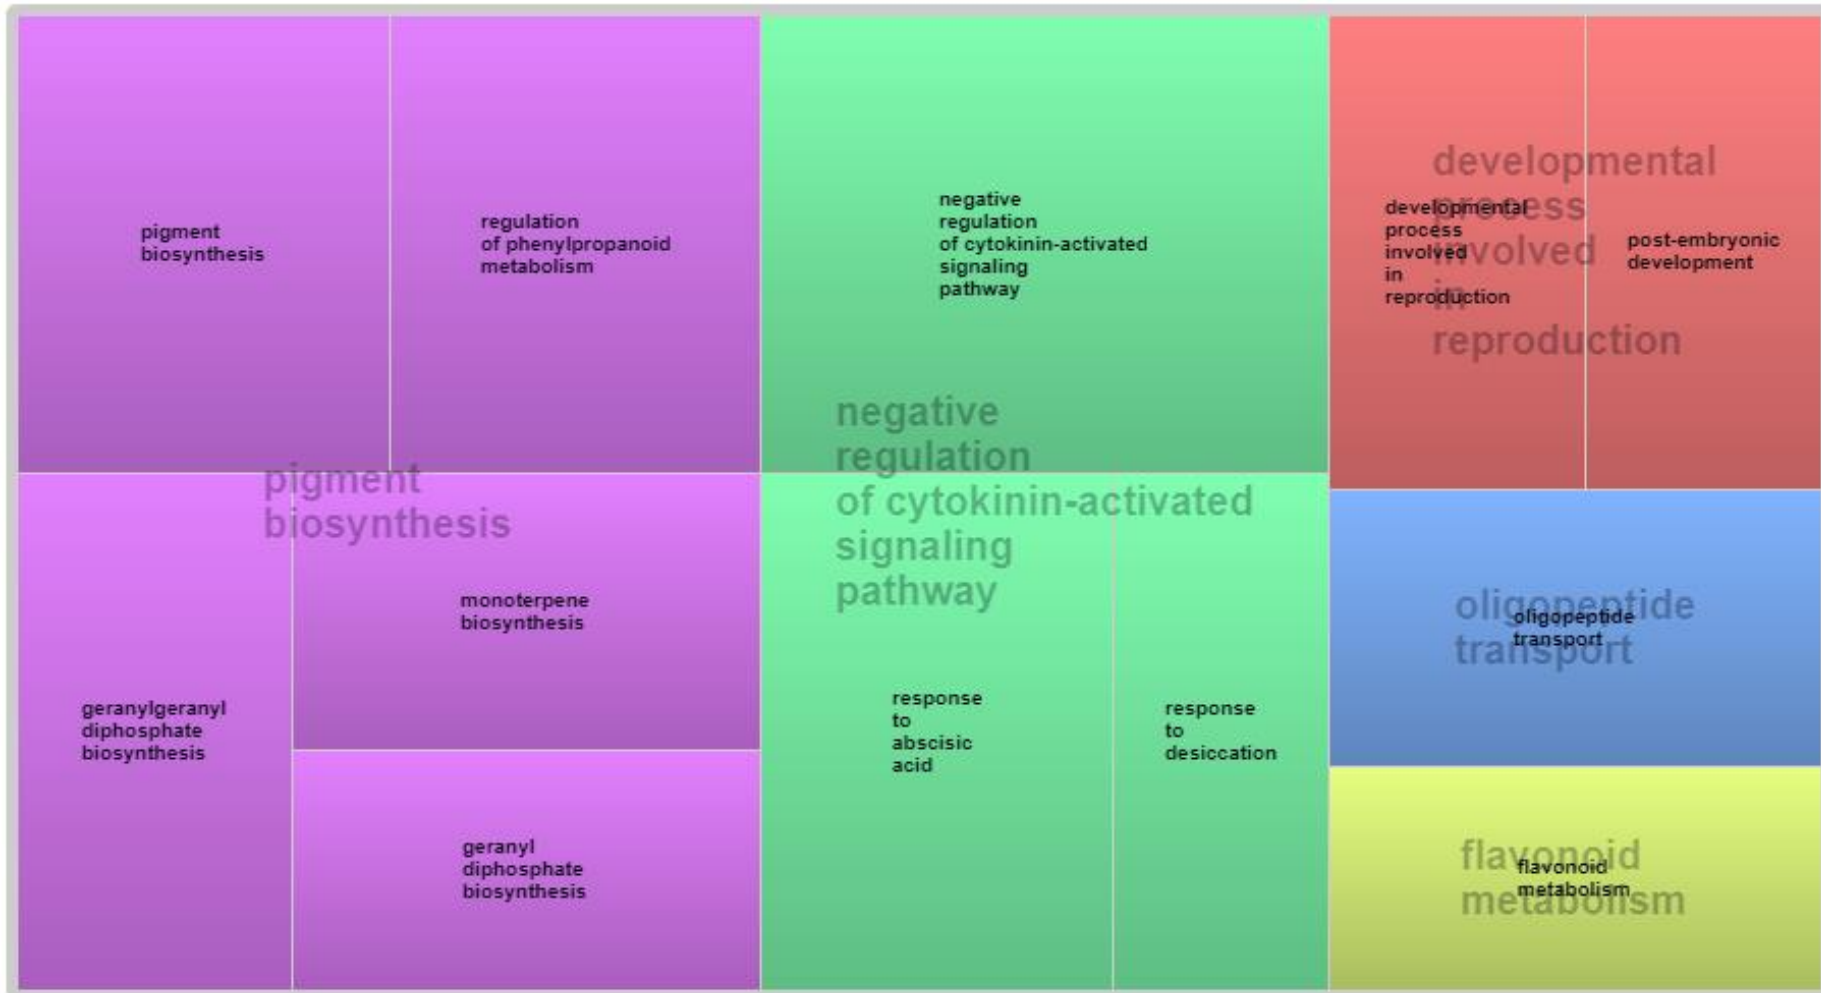 pigment
biosynthesis
regulation
of phenylpropanoid
metabolism
geranylgeranyl
diphosphate
biosynthesis
monoterpene
biosynthesis
geranyl
diphosphate
biosynthesis
pigment
biosynthesis
negative
regulation
of cytokinin-activated
signaling
pathway
response
to
abscisic
acid
response
to
desiccation
negative
regulation
of cytokinin-activated
signaling
pathway
developmental
process
involved
in
reproduction
post-embryonic
development
developmental
process
involved
in
reproduction
oligopeptide
transport
oligopeptide
transport
flavonoid
metabolism
flavonoid
metabolism